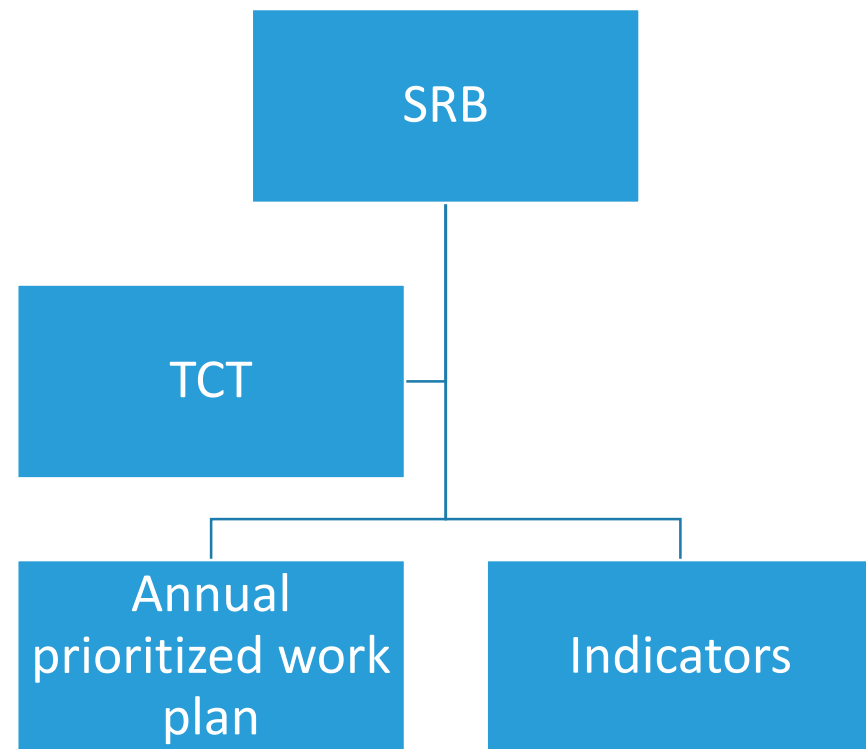 SRB
TCT
Annual
prioritized work
plan
Indicators